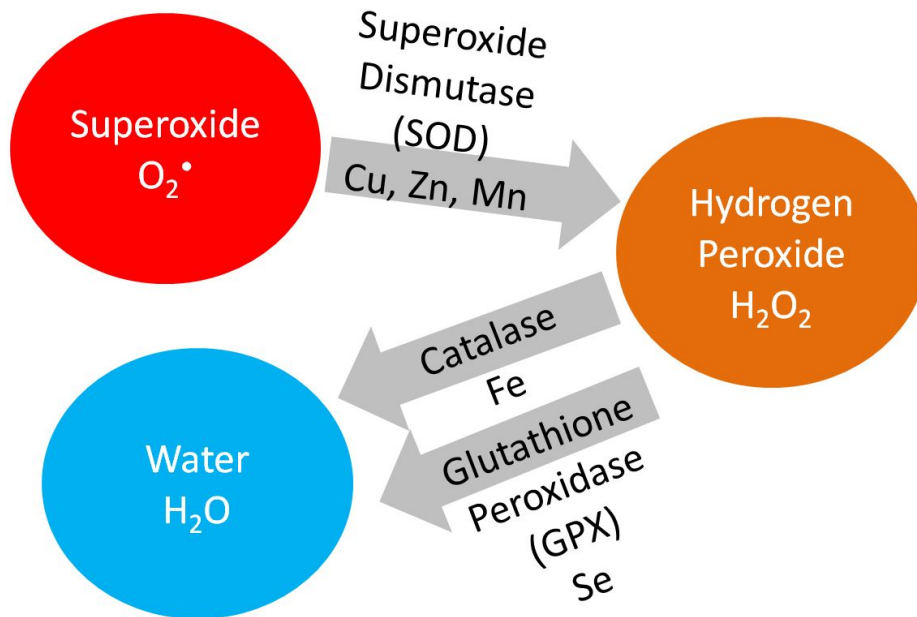 Superoxide
O₂•
Superoxide
Dismutase
(SOD)
Cu, Zn, Mn
Hydrogen
Peroxide
H₂O₂
Catalase
Fe
Glutathione
Peroxidase
(GPX)
Se
Water
H₂O